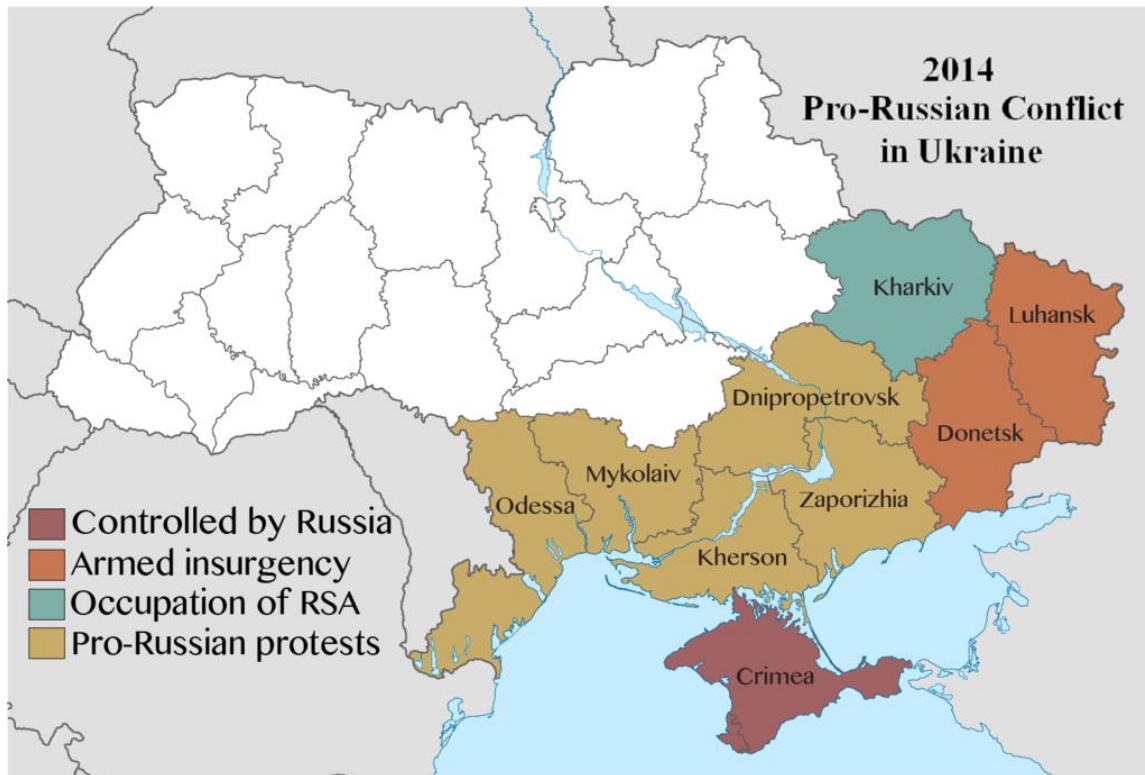 2014
Pro-Russian Conflict
in Ukraine
Kharkiv
Luhansk
Dnipropetrovsk
Donetsk
Mykolaiv
Odessa
Zaporizhia
Kherson
Crimea
Controlled by Russia
Armed insurgency
Occupation of RSA
Pro-Russian protests